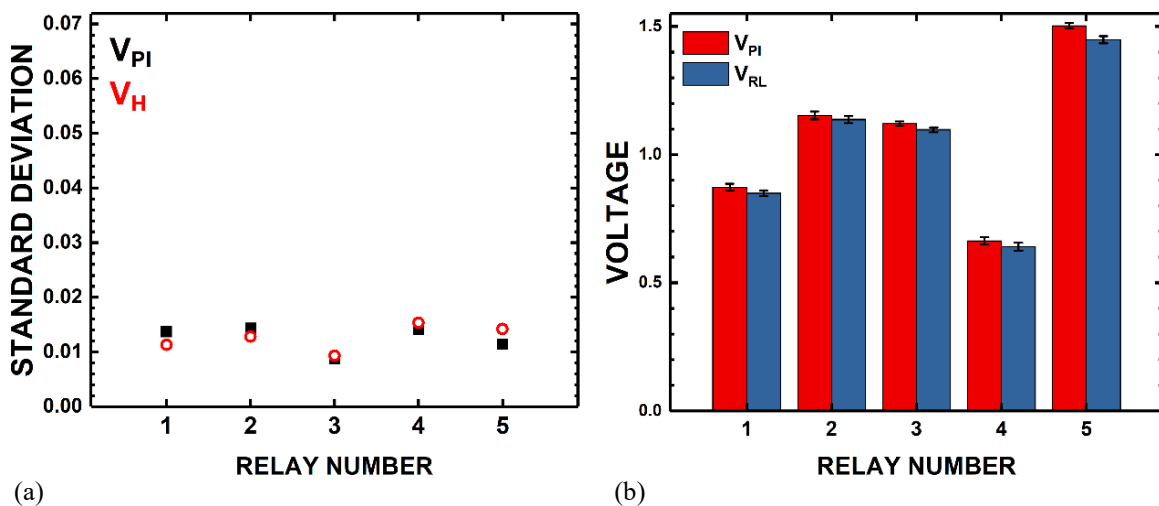 0.07
0.06
0.05
0.04
0.03
0.02
0.01
0.00
STANDARD DEVIATION
V_PI
V_H
1 2 3 4 5
RELAY NUMBER
(a)
1.5
1.0
0.5
0.0
VOLTAGE
V_PI
V_RL
1 2 3 4 5
RELAY NUMBER
(b)